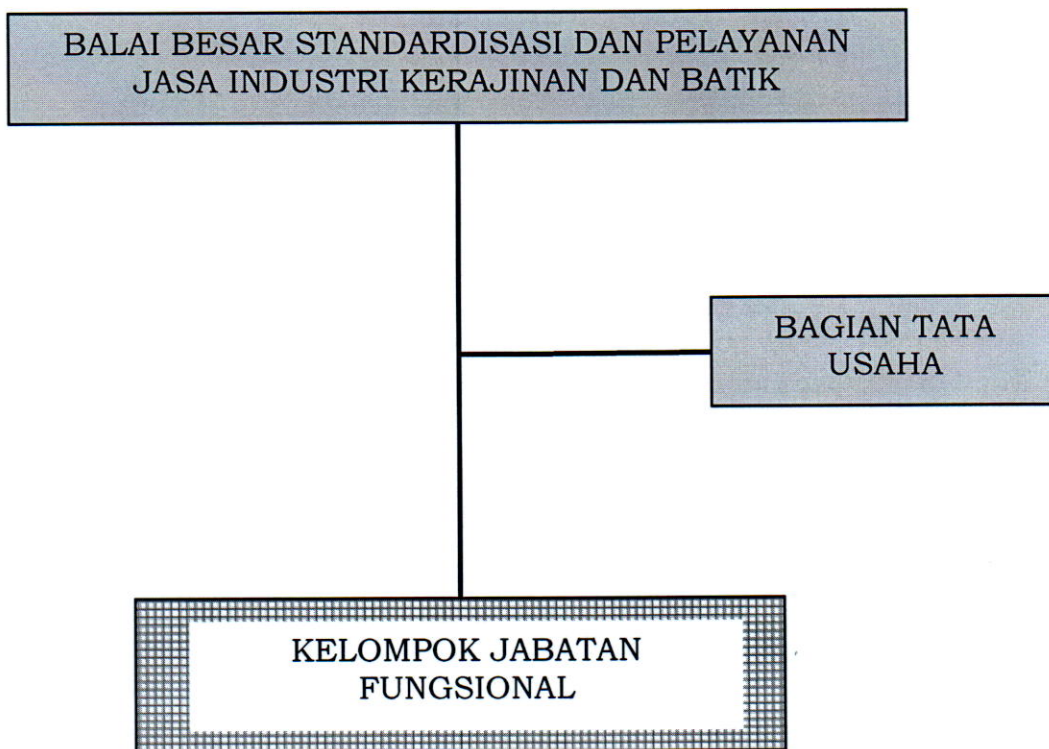 BALAI BESAR STANDARDISASI DAN PELAYANAN
JASA INDUSTRI KERAJINAN DAN BATIK
BAGIAN TATA
USAHA
KELOMPOK JABATAN
FUNGSIONAL